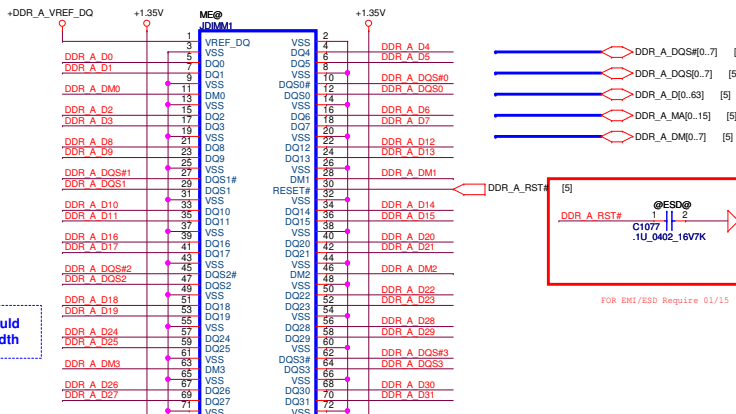 +DDR_A_VREF_DQ +1.35V ME@ +1.35V
JDIMM1
1 VREF_DQ VSS 2
3 VSS DQ4 4 DDR_A_D4
DDR_A_D0 5 DQ0 DQ5 6 DDR_A_D5
DDR_A_D1 7 DQ1 VSS 8
9 VSS DQS0# 10 DDR_A_DQS#0
DDR_A_DM0 11 DM0 DQS0 12 DDR_A_DQS0
13 VSS VSS 14
DDR_A_D2 15 DQ2 DQ6 16 DDR_A_D6
DDR_A_D3 17 DQ3 DQ7 18 DDR_A_D7
19 VSS VSS 20
DDR_A_D8 21 DQ8 DQ12 22 DDR_A_D12
DDR_A_D9 23 DQ9 DQ13 24 DDR_A_D13
25 VSS VSS 26
DDR_A_DQS#1 27 DQS1# DM1 28 DDR_A_DM1
DDR_A_DQS1 29 DQS1 RESET# 30
31 VSS VSS 32
DDR_A_D10 33 DQ10 DQ14 34 DDR_A_D14
DDR_A_D11 35 DQ11 DQ15 36 DDR_A_D15
37 VSS VSS 38
DDR_A_D16 39 DQ16 DQ20 40 DDR_A_D20
DDR_A_D17 41 DQ17 DQ21 42 DDR_A_D21
43 VSS VSS 44
DDR_A_DQS#2 45 DQS2# DM2 46 DDR_A_DM2
DDR_A_DQS2 47 DQS2 VSS 48
49 VSS DQ22 50 DDR_A_D22
DDR_A_D18 51 DQ18 DQ23 52 DDR_A_D23
DDR_A_D19 53 DQ19 VSS 54
55 VSS DQ28 56 DDR_A_D28
DDR_A_D24 57 DQ24 DQ29 58 DDR_A_D29
DDR_A_D25 59 DQ25 VSS 60
61 VSS DQS3# 62 DDR_A_DQS#3
DDR_A_DM3 63 DM3 DQS3 64 DDR_A_DQS3
65 VSS VSS 66
DDR_A_D26 67 DQ26 DQ30 68 DDR_A_D30
DDR_A_D27 69 DQ27 DQ31 70 DDR_A_D31
71 VSS VSS 72
DDR_A_DQS#[0..7] [
DDR_A_DQS[0..7] [5
DDR_A_D[0..63] [5]
DDR_A_MA[0..15] [5
DDR_A_DM[0..7] [5]
DDR_A_RST# [5]
@ESD@
DDR_A_RST# 1 2
C1077
.1U_0402_16V7K
FOR EMI/ESD Require 01/15
uld
dth